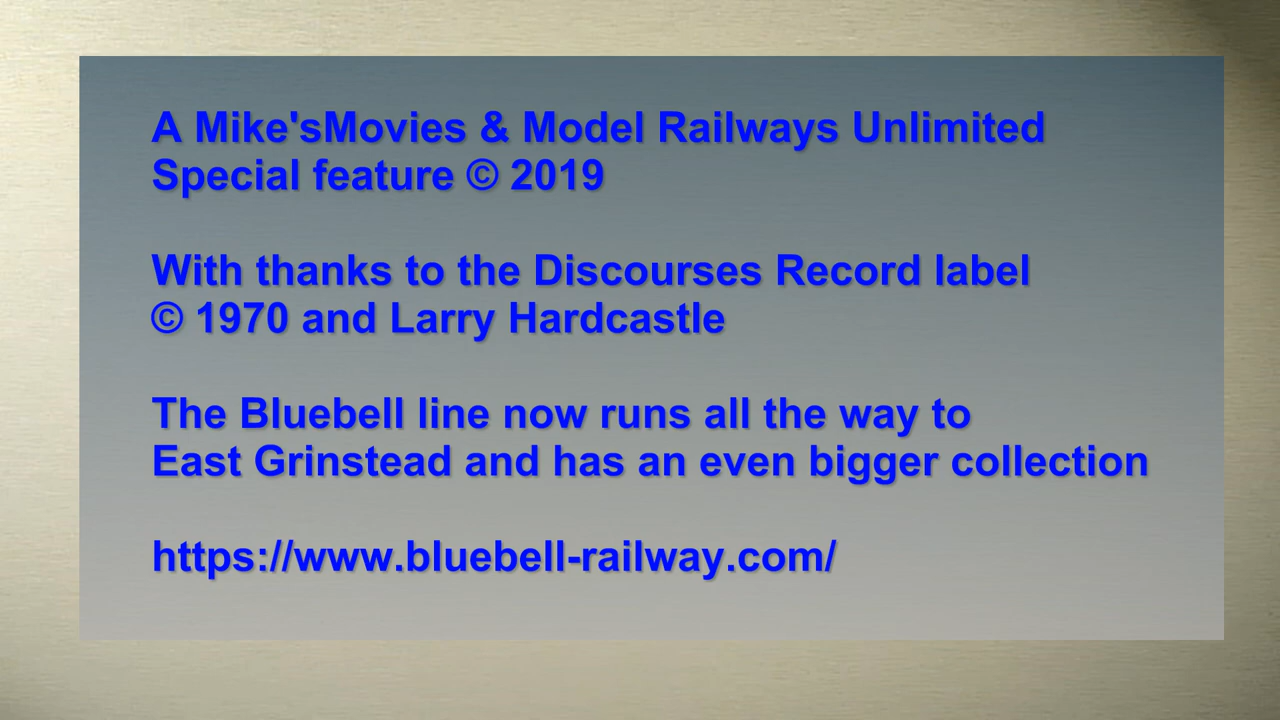 A Mike'sMovies & Model Railways Unlimited
Special feature © 2019
With thanks to the Discourses Record label
© 1970 and Larry Hardcastle
The Bluebell line now runs all the way to
East Grinstead and has an even bigger collection
https://www.bluebell-railway.com/